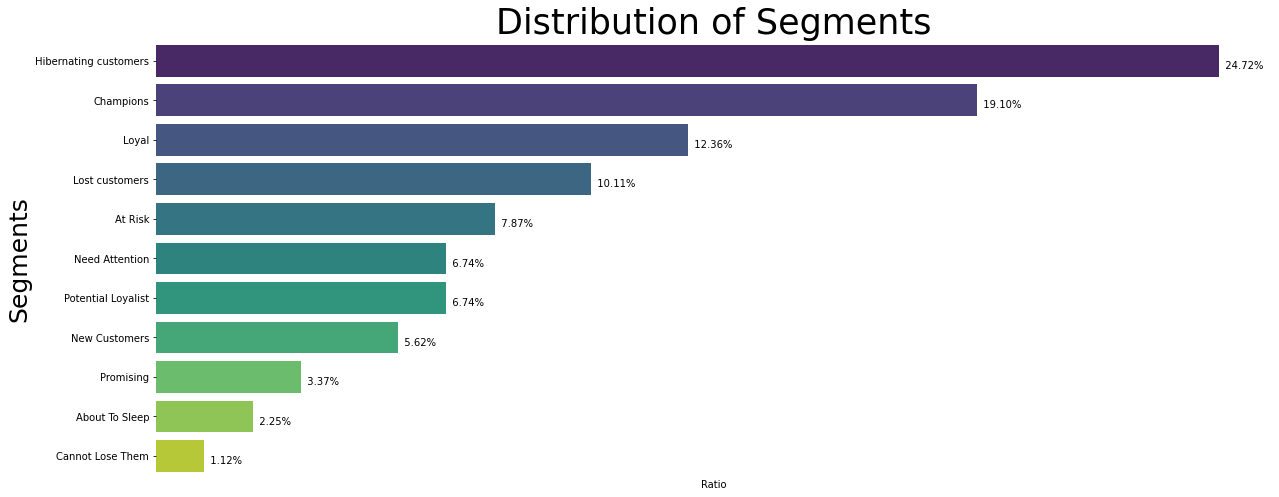 Distribution of Segments
Segments
Hibernating customers 24.72%
Champions 19.10%
Loyal 12.36%
Lost customers 10.11%
At Risk 7.87%
Need Attention 6.74%
Potential Loyalist 6.74%
New Customers 5.62%
Promising 3.37%
About To Sleep 2.25%
Cannot Lose Them 1.12%
Ratio